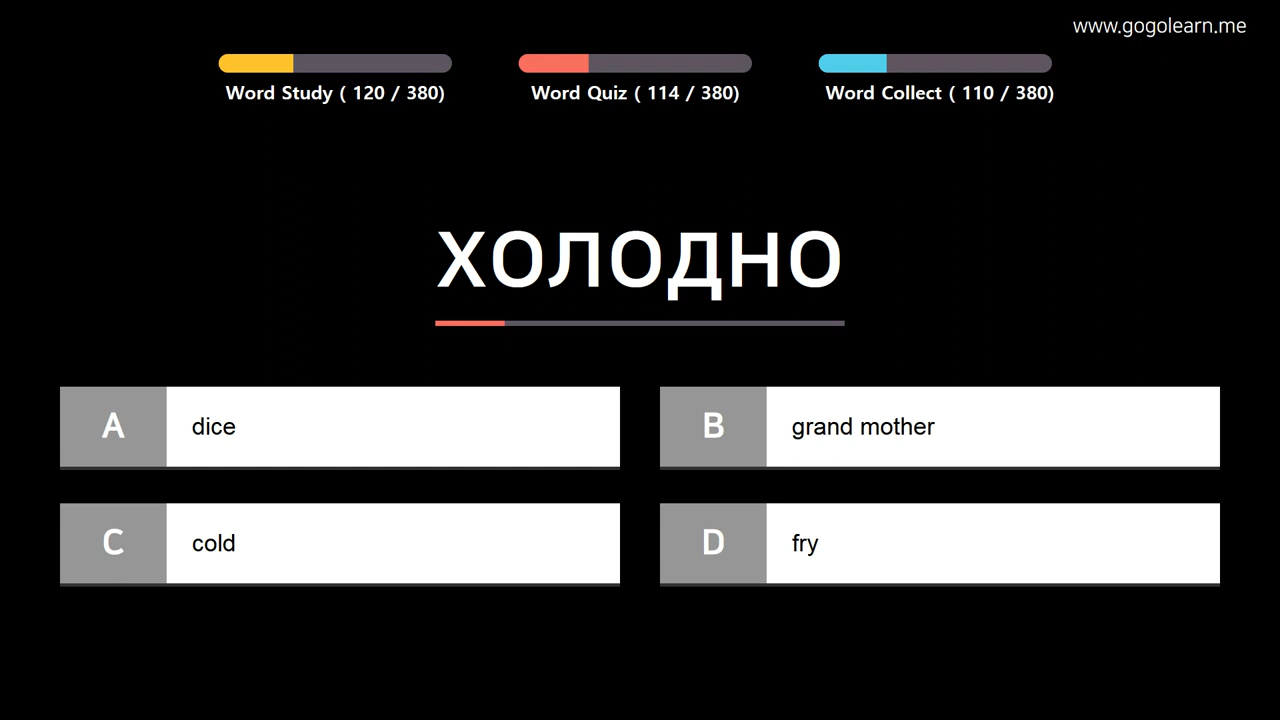 www.gogolearn.me
Word Study ( 120 / 380)
Word Quiz ( 114 / 380)
Word Collect ( 110 / 380)
холодно
A
dice
B
grand mother
C
cold
D
fry